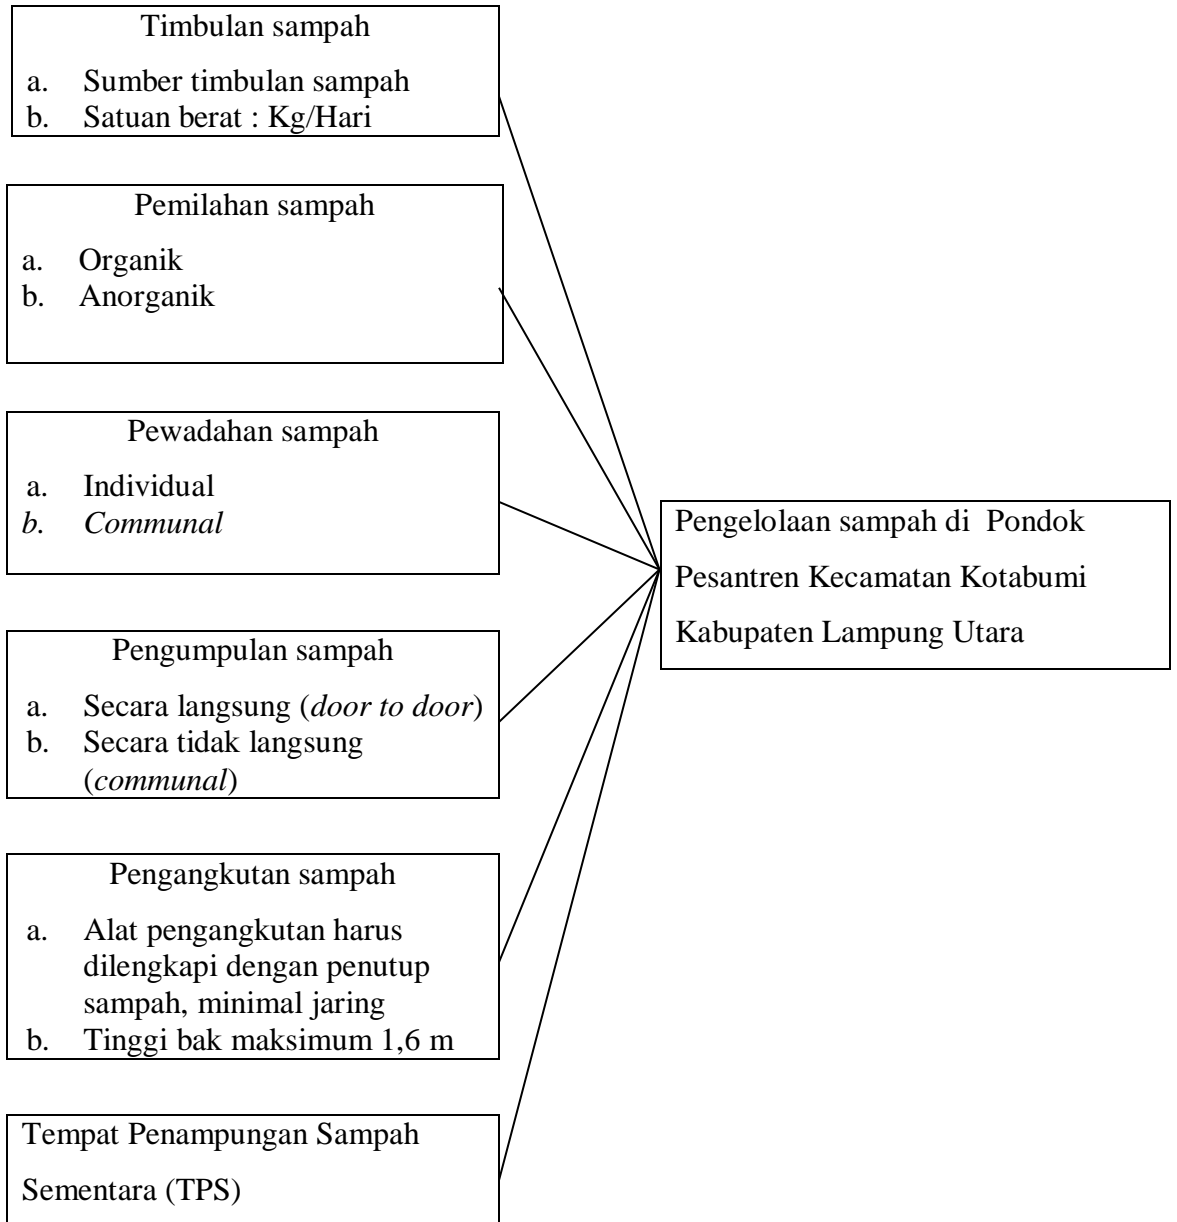 Timbulan sampah
a. Sumber timbulan sampah
b. Satuan berat : Kg/Hari
Pemilahan sampah
a. Organik
b. Anorganik
Pewadahan sampah
a. Individual
b. Communal
Pengumpulan sampah
a. Secara langsung (door to door)
b. Secara tidak langsung
(communal)
Pengangkutan sampah
a. Alat pengangkutan harus
dilengkapi dengan penutup
sampah, minimal jaring
b. Tinggi bak maksimum 1,6 m
Tempat Penampungan Sampah
Sementara (TPS)
Pengelolaan sampah di Pondok
Pesantren Kecamatan Kotabumi
Kabupaten Lampung Utara